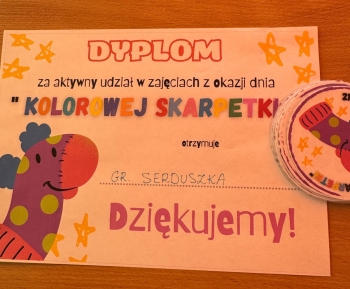 DYPLOM
za aktywny udział w zajęciach z okazji dnia
" KOLOROWEJ SKARPETKI
otrzymuje
GR. SERDUSZKA
Dziękujemy!